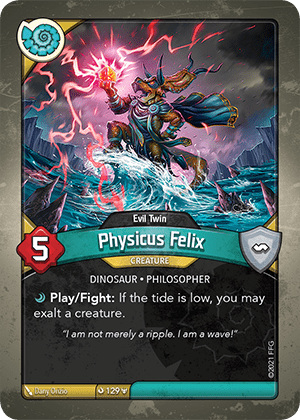 Evil Twin
Physicus Felix
CREATURE
5
DINOSAUR • PHILOSOPHER
Play/Fight: If the tide is low, you may
exalt a creature.
"I am not merely a ripple. I am a wave!"
©2021 FFG
Dany Orizio
129